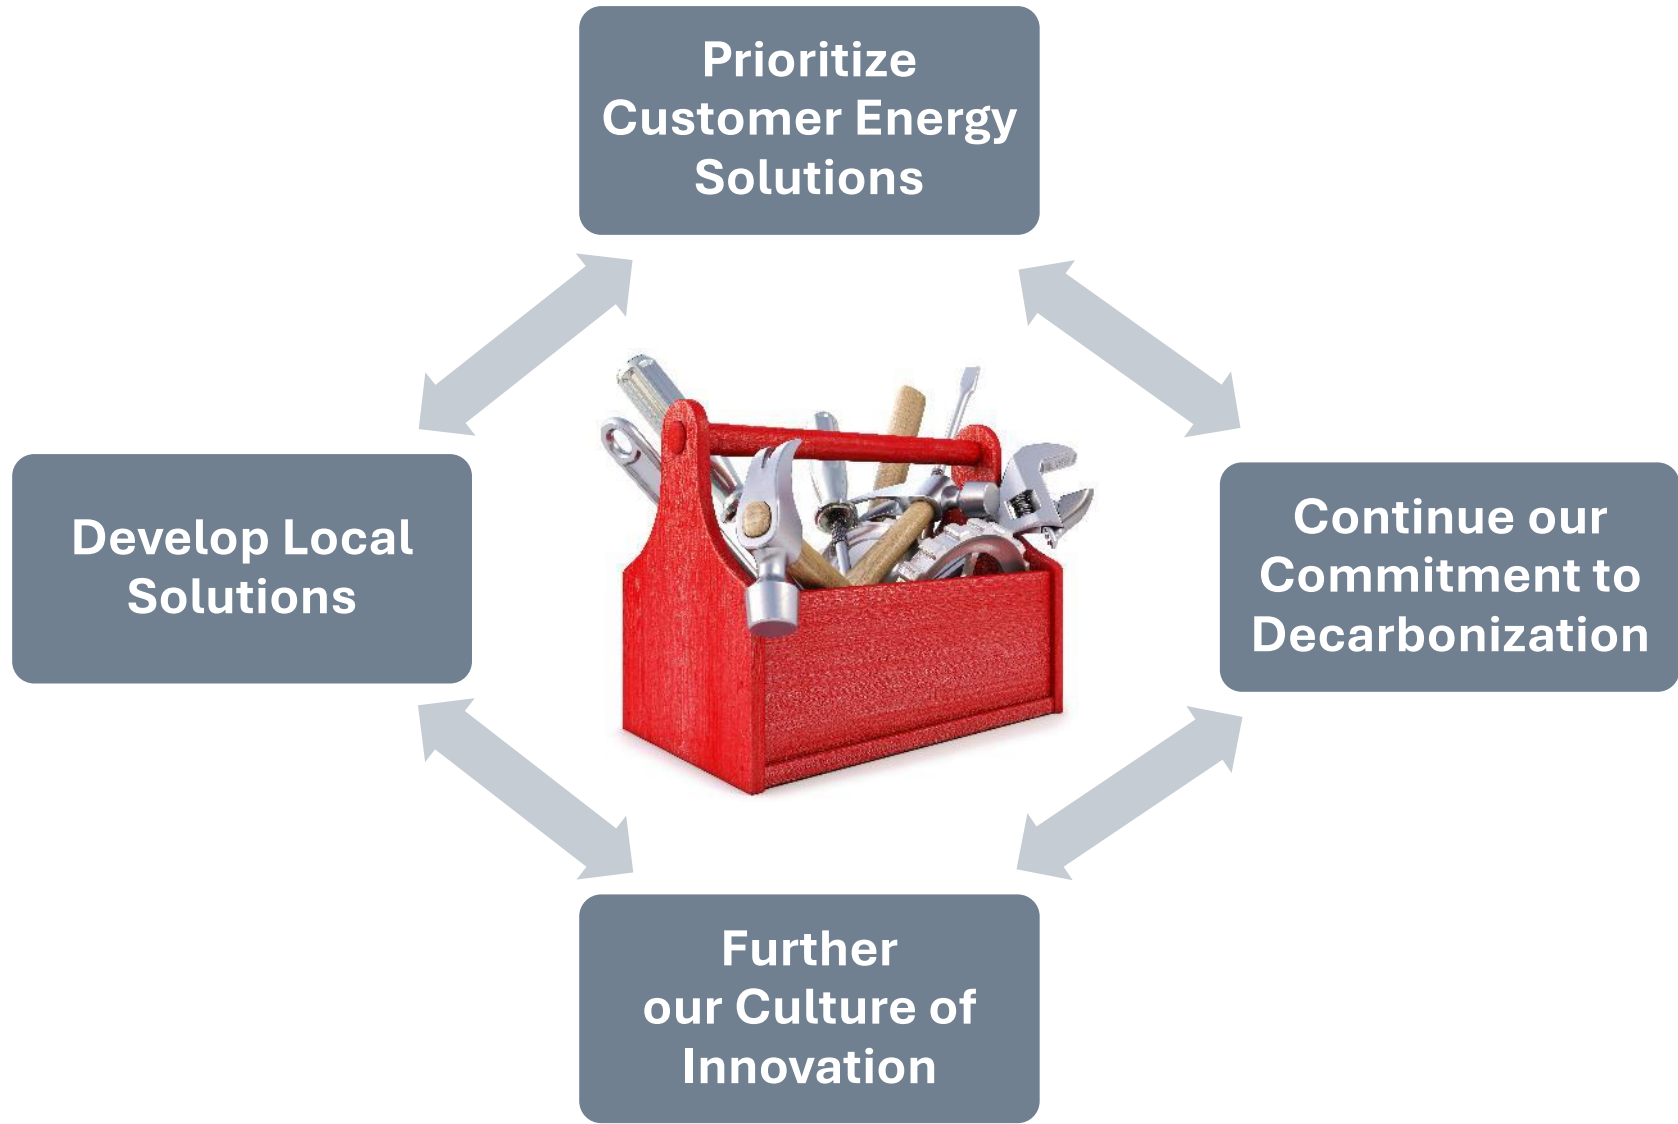 Prioritize
Customer Energy
Solutions
Develop Local
Solutions
Continue our
Commitment to
Decarbonization
Further
our Culture of
Innovation